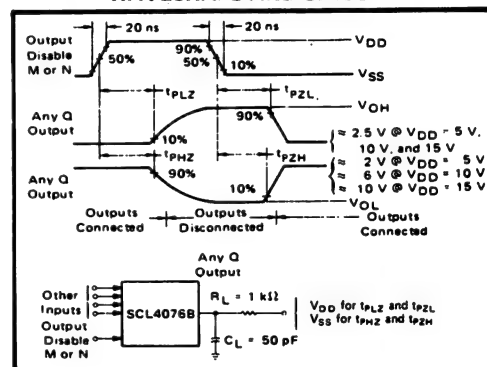 20 ns
20 ns
Output
Disable
M or N
50%
90%
50%
10%
VDD
VSS
tPLZ
tPZL
VOH
Any Q
Output
10%
90%
tPHZ
tPZH
≈ 2.5 V @ VDD = 5 V,
10 V, and 15 V
≈ 2 V @ VDD = 5 V
≈ 6 V @ VDD = 10 V
≈ 10 V @ VDD = 15 V
Any Q
Output
90%
10%
VOL
Outputs
Connected
Outputs
Disconnected
Outputs
Connected
Any Q
Output
Other
Inputs
Output
Disable
M or N
SCL4076B
RL = 1 kΩ
CL = 50 pF
VDD for tPLZ and tPZL
VSS for tPHZ and tPZH